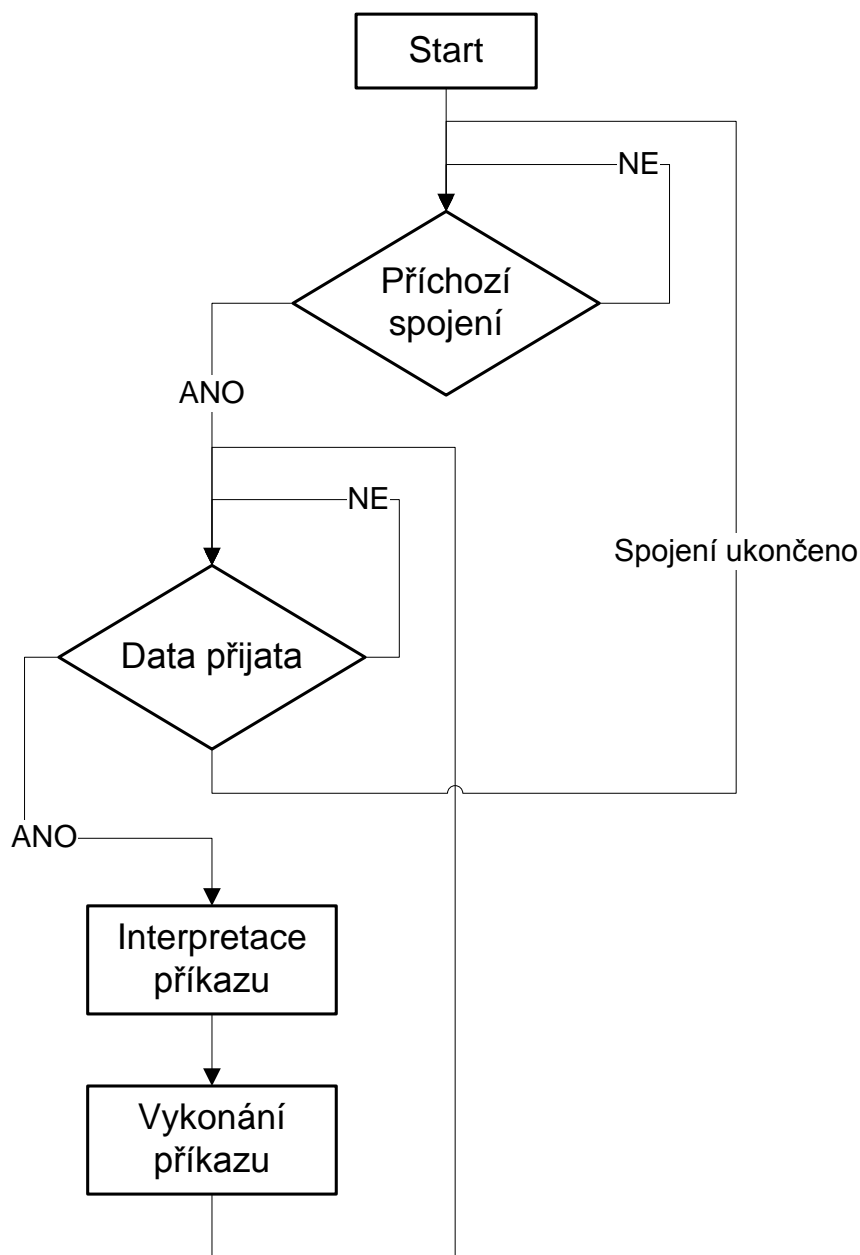 Start
NE
Příchozí
spojení
ANO
NE
Spojení ukončeno
Data přijata
ANO
Interpretace
příkazu
Vykonání
příkazu